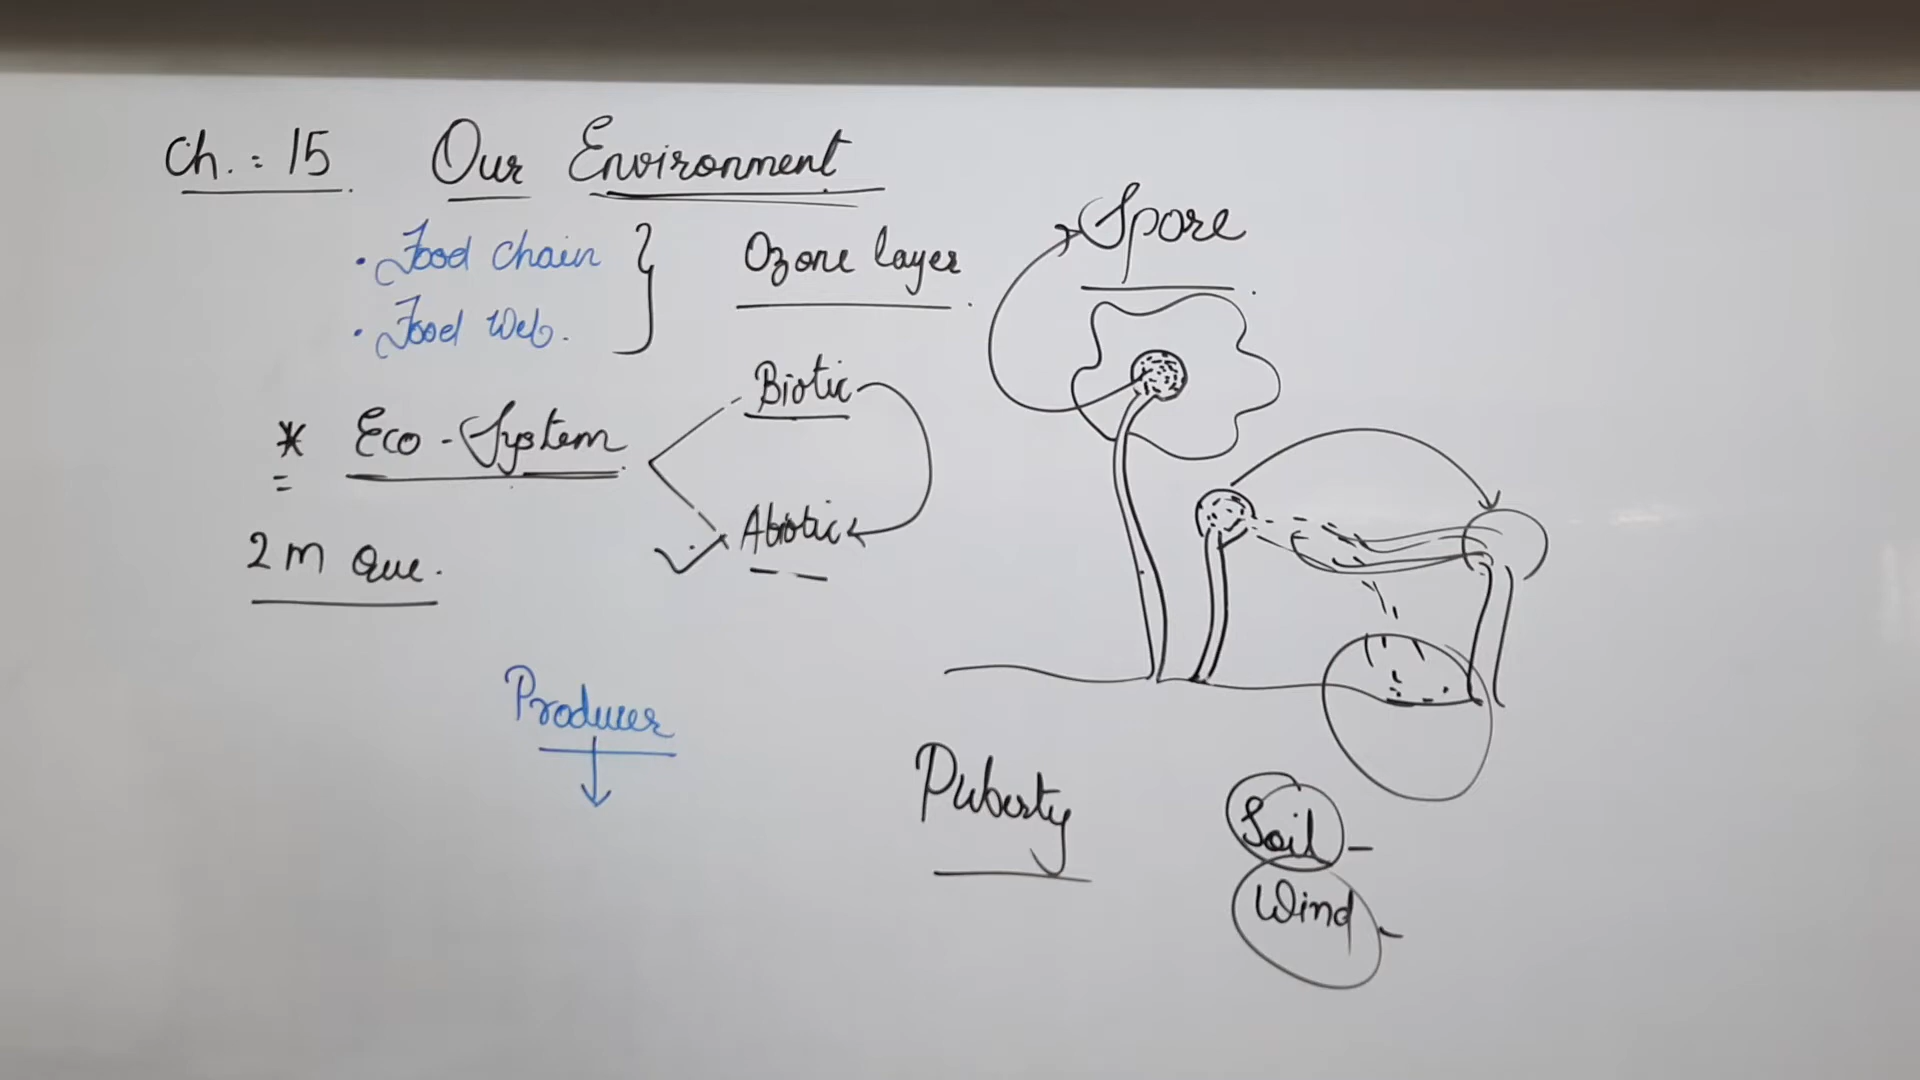 Ch. : 15 Our Environment
• Food chain
• Food Web.
Ozone layer
* Eco-System
Biotic
Abiotic
2 m Que.
Producer
Spore
Puberty
Soil -
Wind -